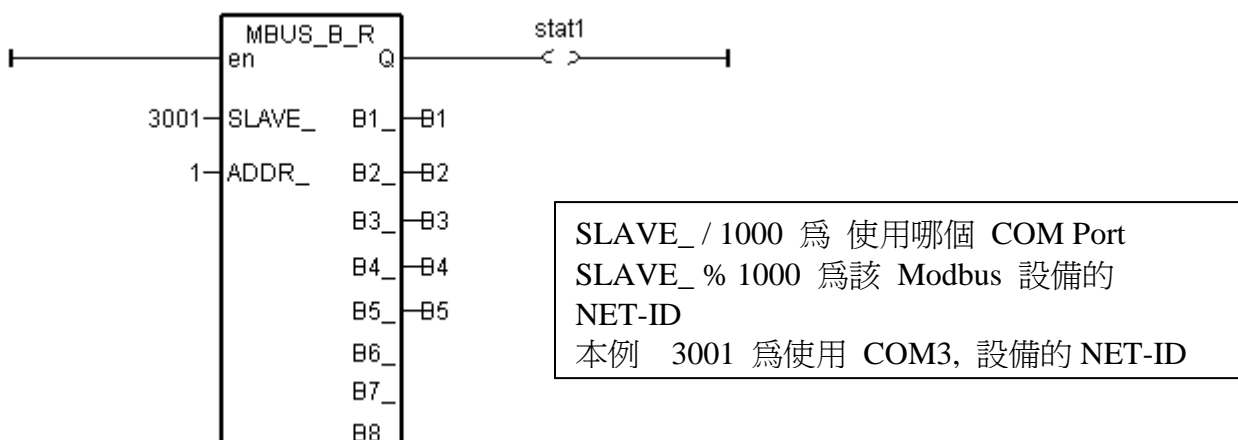 MBUS_B_R
stat1
en Q
3001 SLAVE_ B1_ B1
1 ADDR_ B2_ B2
B3_ B3
B4_ B4
B5_ B5
B6_
B7_
B8
SLAVE_ / 1000 爲 使用哪個 COM Port
SLAVE_ % 1000 爲該 Modbus 設備的
NET-ID
本例 3001 爲使用 COM3, 設備的 NET-ID